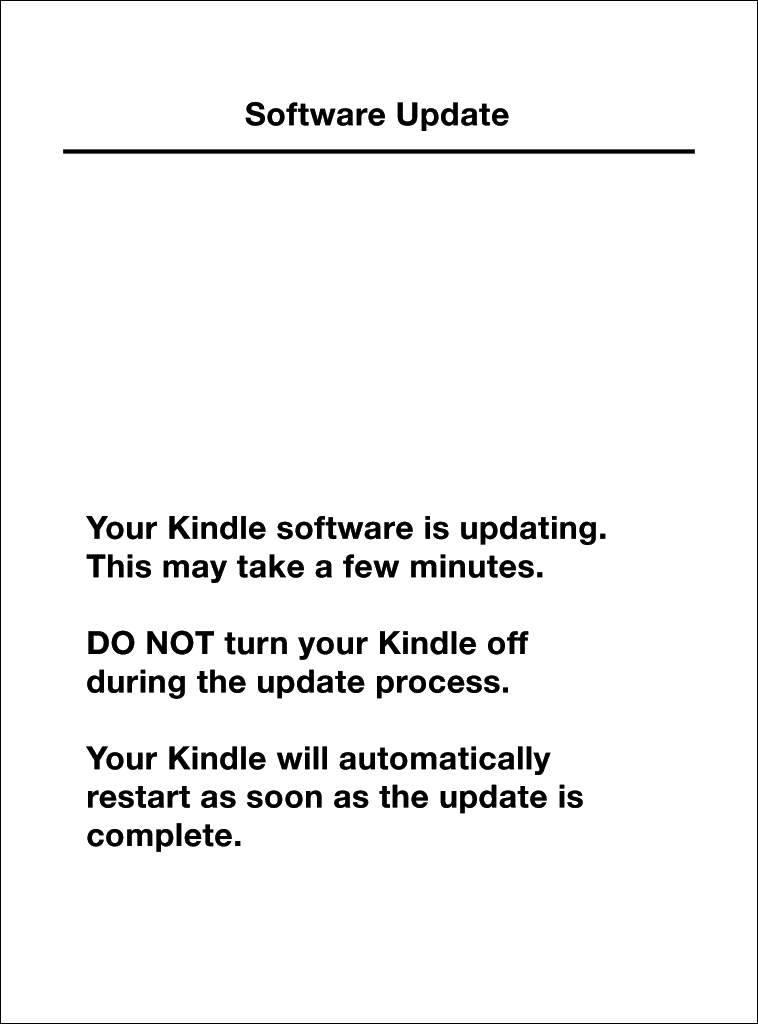 Software Update
Your Kindle software is updating.
This may take a few minutes.
DO NOT turn your Kindle off
during the update process.
Your Kindle will automatically
restart as soon as the update is
complete.